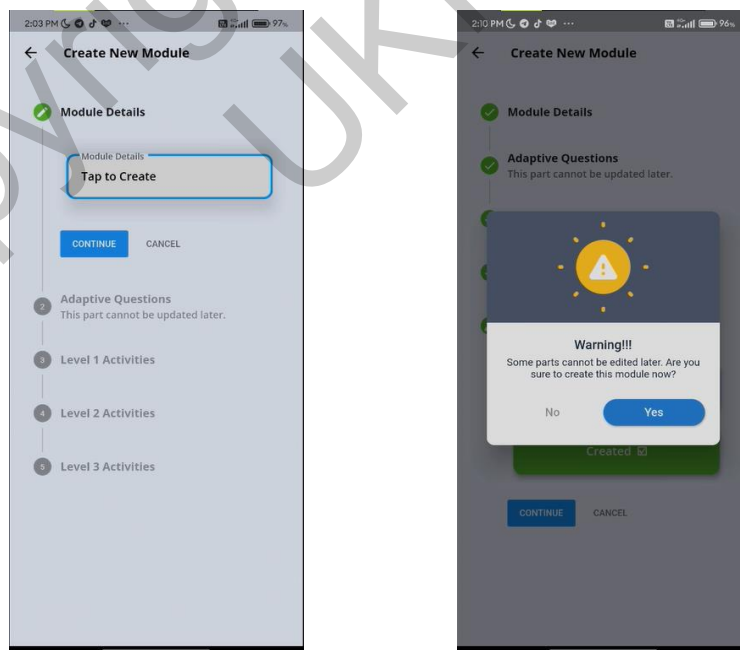 2:03 PM
97%
Create New Module
Module Details
Module Details
Tap to Create
CONTINUE CANCEL
2 Adaptive Questions
This part cannot be updated later.
3 Level 1 Activities
4 Level 2 Activities
5 Level 3 Activities
2:10 PM
96%
Create New Module
Module Details
Adaptive Questions
This part cannot be updated later.
Warning!!!
Some parts cannot be edited later. Are you
sure to create this module now?
No Yes
Created
CONTINUE CANCEL